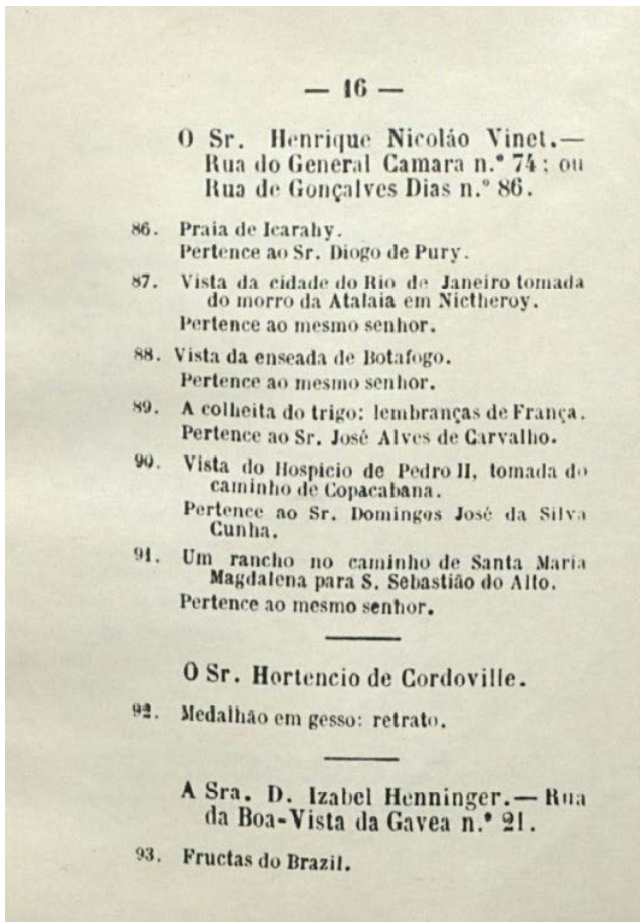 — 16 —
O Sr. Henrique Nicoláo Vinet.—
Rua do General Camara n.º 74; ou
Rua de Gonçalves Dias n.º 86.
86. Praia de Icarahy.
Pertence ao Sr. Diogo de Pury.
87. Vista da cidade do Rio de Janeiro tomada
do morro da Atalaia em Nictheroy.
Pertence ao mesmo senhor.
88. Vista da enseada de Botafogo.
Pertence ao mesmo senhor.
89. A colheita do trigo: lembranças de França.
Pertence ao Sr. José Alves de Carvalho.
90. Vista do Hospicio de Pedro II, tomada do
caminho de Copacabana.
Pertence ao Sr. Domingos José da Silva
Cunha.
91. Um rancho no caminho de Santa Maria
Magdalena para S. Sebastião do Alto.
Pertence ao mesmo senhor.
O Sr. Hortencio de Cordoville.
92. Medalhão em gesso: retrato.
A Sra. D. Izabel Henninger.— Rua
da Boa-Vista da Gavea n.º 21.
93. Fructas do Brazil.